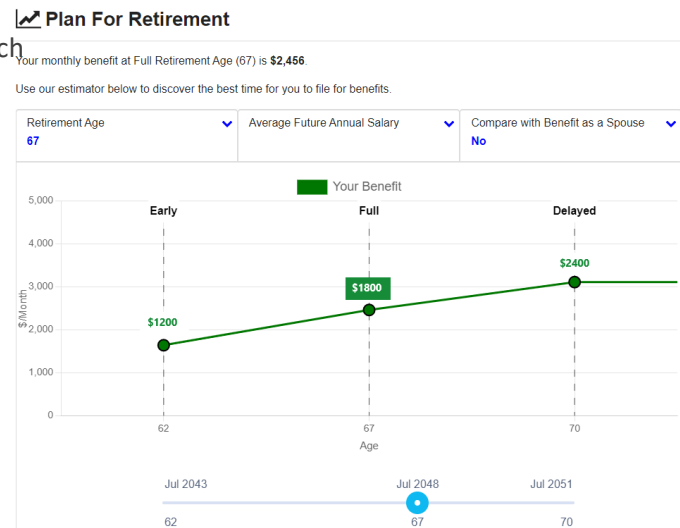 Plan For Retirement
ch
Your monthly benefit at Full Retirement Age (67) is $2,456.
Use our estimator below to discover the best time for you to file for benefits.
Retirement Age
67
Average Future Annual Salary
Compare with Benefit as a Spouse
No
Your Benefit
5,000
Early
Full
Delayed
4,000
$2400
3,000
$1800
$/Month
$1200
2,000
1,000
0
62
67
70
Age
Jul 2043
Jul 2048
Jul 2051
62
67
70